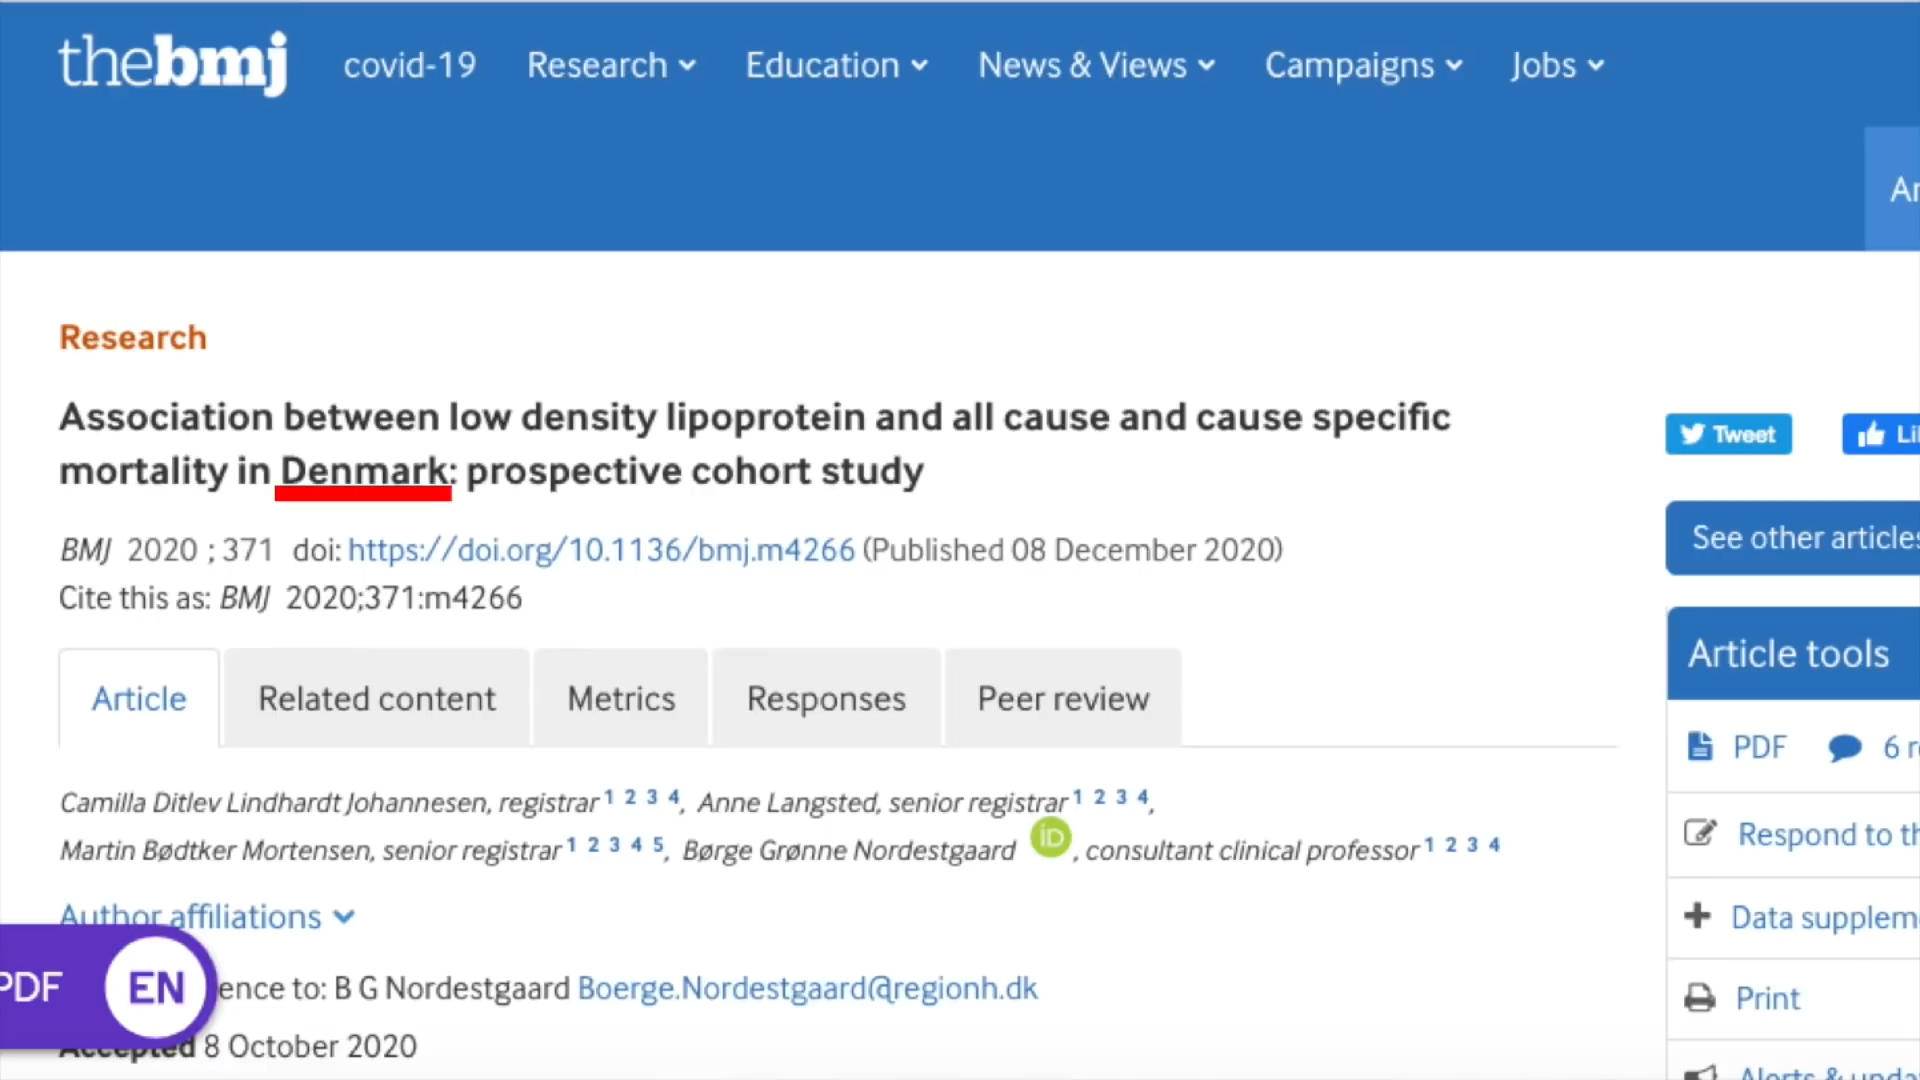 thebmj covid-19 Research Education News & Views Campaigns Jobs
Research
Association between low density lipoprotein and all cause and cause specific
mortality in Denmark: prospective cohort study
Tweet
BMJ 2020 ; 371 doi: https://doi.org/10.1136/bmj.m4266 (Published 08 December 2020)
See other articles
Cite this as: BMJ 2020;371:m4266
Article Related content Metrics Responses Peer review
Article tools
PDF 6
Camilla Ditlev Lindhardt Johannesen, registrar 1 2 3 4, Anne Langsted, senior registrar 1 2 3 4,
Martin Bødtker Mortensen, senior registrar 1 2 3 4 5, Børge Grønne Nordestgaard iD, consultant clinical professor 1 2 3 4
Respond to
Author affiliations
Data
PDF EN
to: B G Nordestgaard Boerge.Nordestgaard@regionh.dk
Print
Accepted 8 October 2020